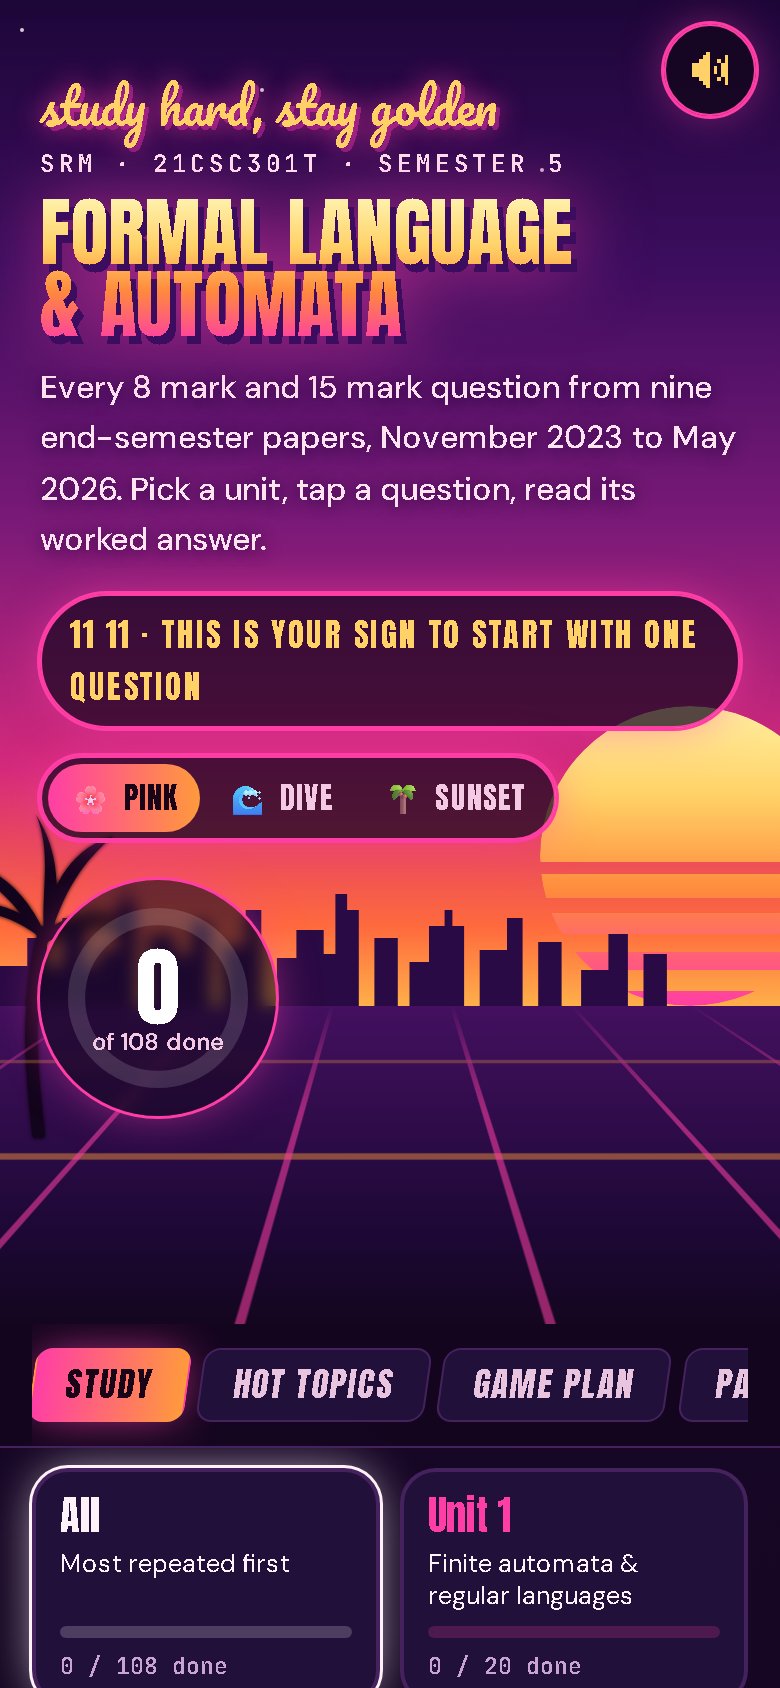 study hard, stay golden
SRM · 21CSC301T · SEMESTER 5
FORMAL LANGUAGE
& AUTOMATA
Every 8 mark and 15 mark question from nine
end-semester papers, November 2023 to May
2026. Pick a unit, tap a question, read its
worked answer.
11 11 · THIS IS YOUR SIGN TO START WITH ONE
QUESTION
PINK DIVE SUNSET
0
of 108 done
STUDY HOT TOPICS GAME PLAN PA
All
Most repeated first
0 / 108 done
Unit 1
Finite automata &
regular languages
0 / 20 done